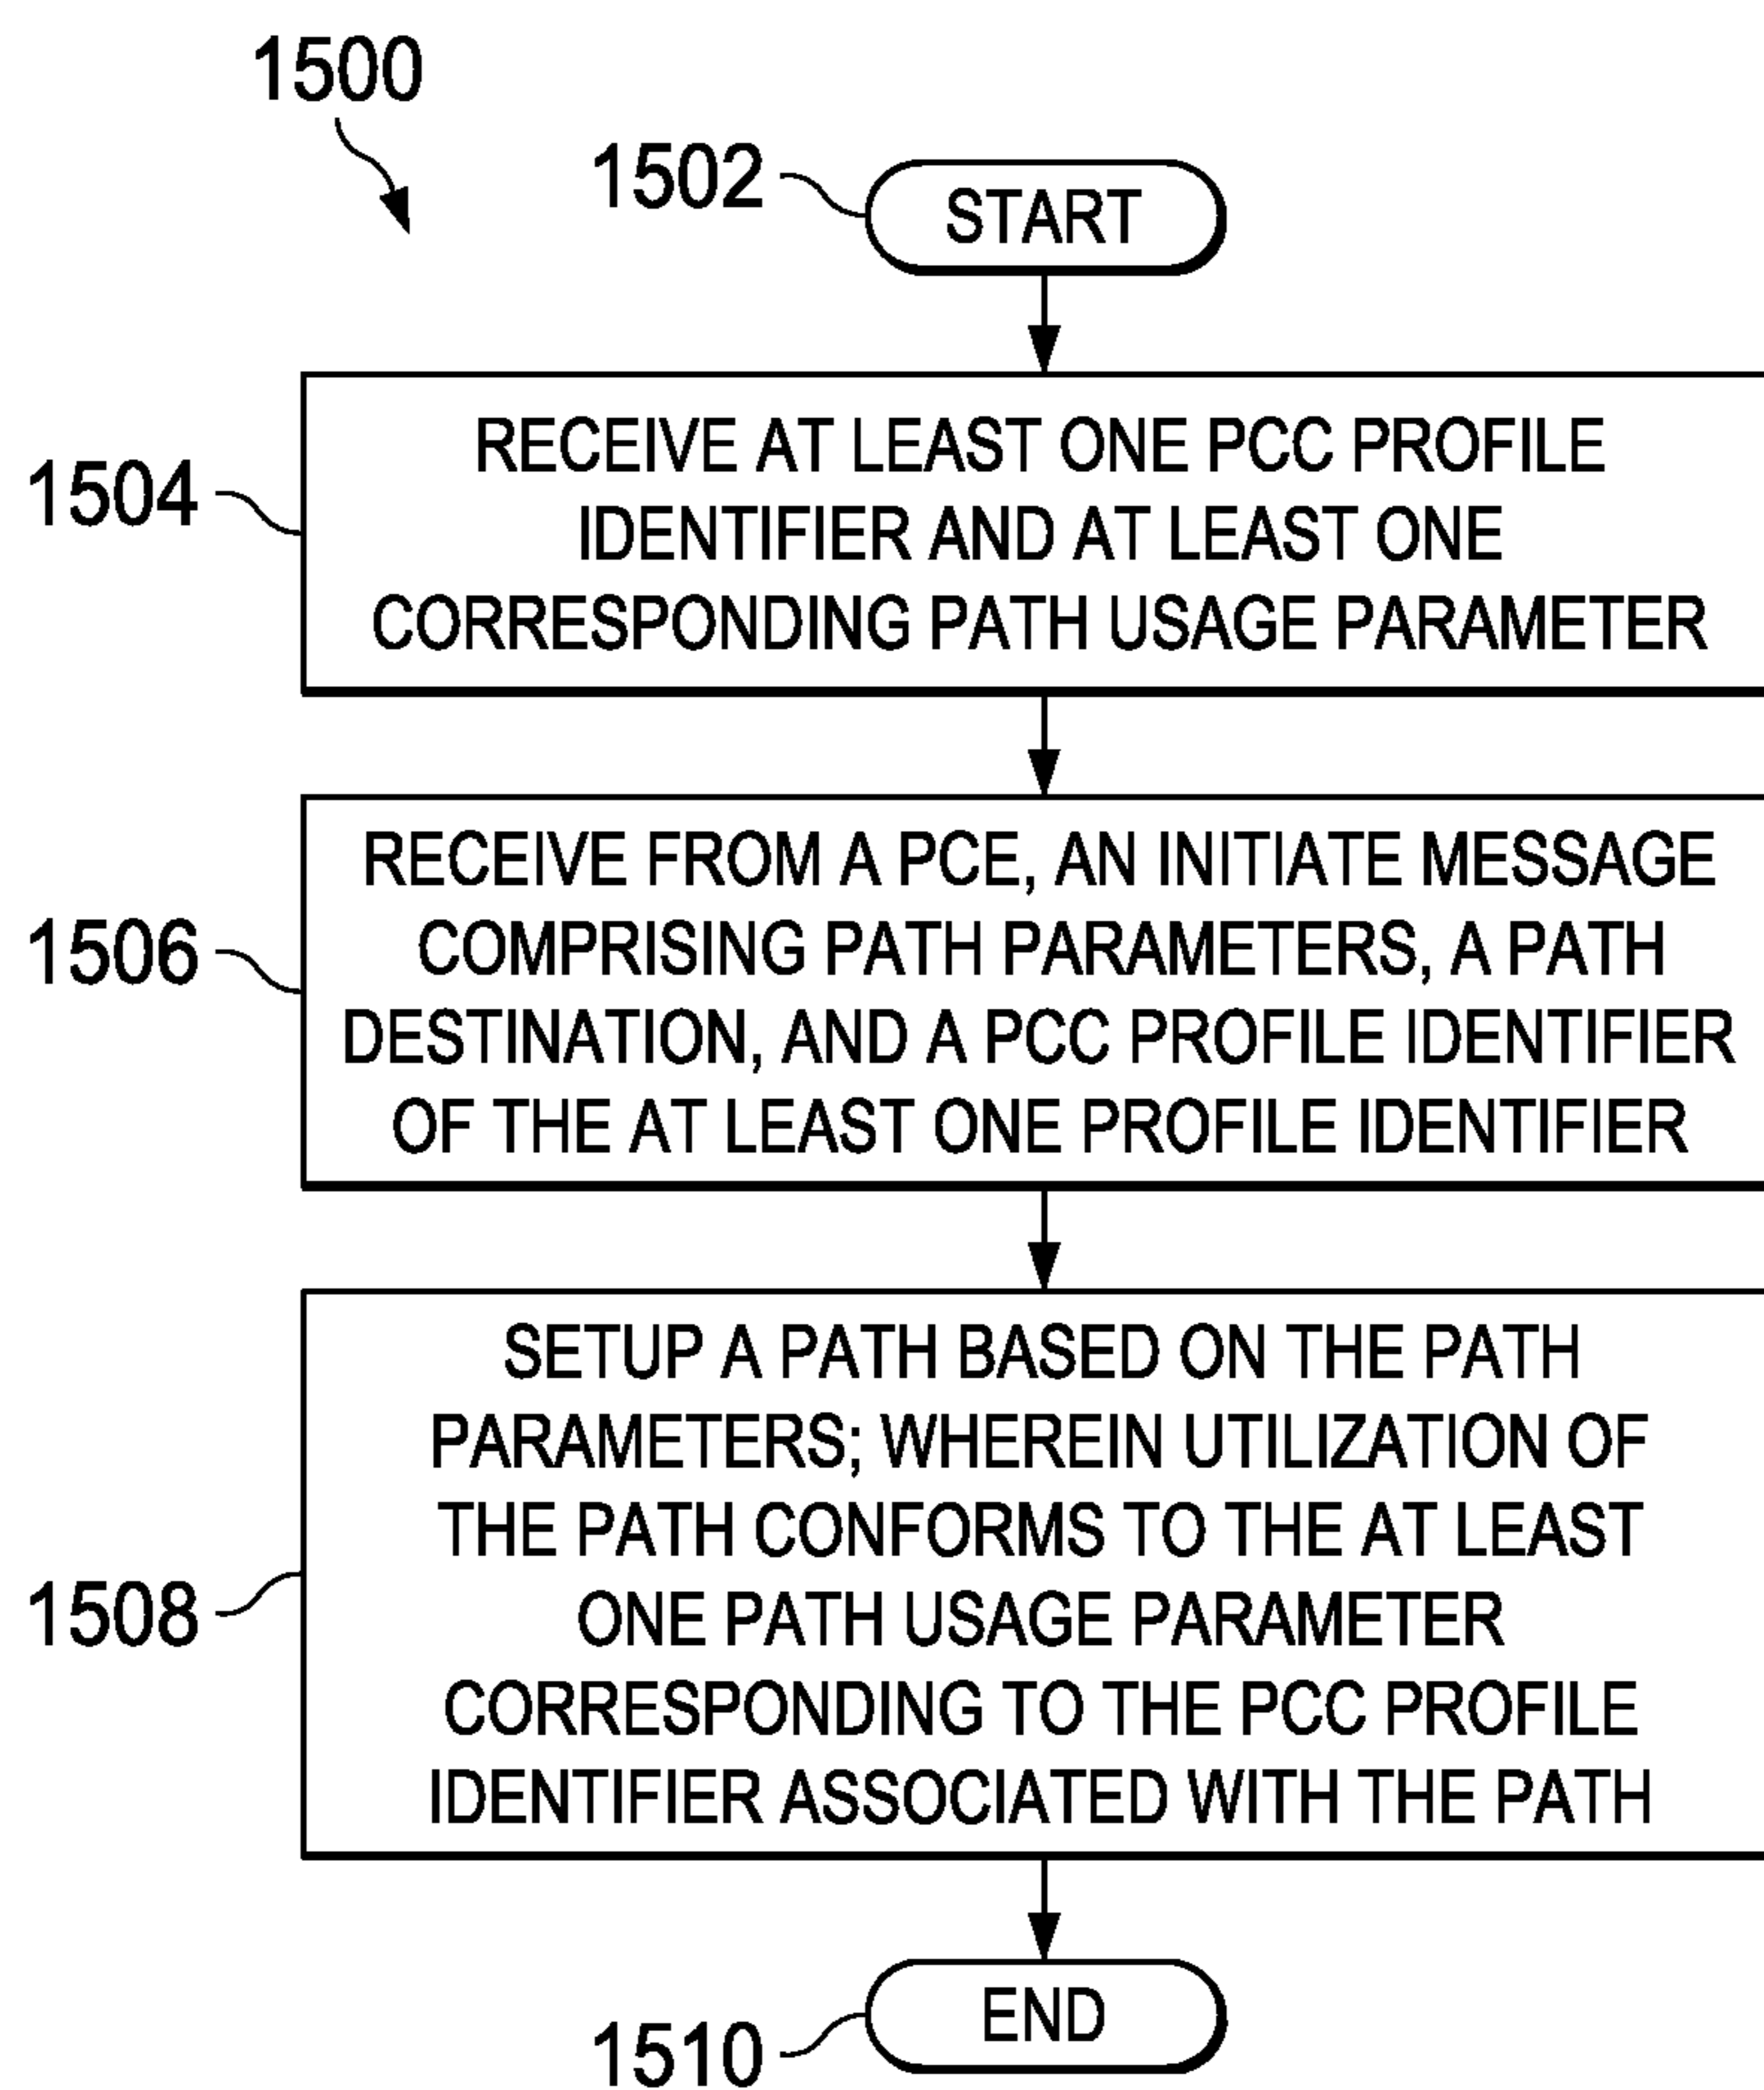 1500
1502
START
1504
RECEIVE AT LEAST ONE PCC PROFILE
IDENTIFIER AND AT LEAST ONE
CORRESPONDING PATH USAGE PARAMETER
1506
RECEIVE FROM A PCE, AN INITIATE MESSAGE
COMPRISING PATH PARAMETERS, A PATH
DESTINATION, AND A PCC PROFILE IDENTIFIER
OF THE AT LEAST ONE PROFILE IDENTIFIER
1508
SETUP A PATH BASED ON THE PATH
PARAMETERS; WHEREIN UTILIZATION OF
THE PATH CONFORMS TO THE AT LEAST
ONE PATH USAGE PARAMETER
CORRESPONDING TO THE PCC PROFILE
IDENTIFIER ASSOCIATED WITH THE PATH
1510
END